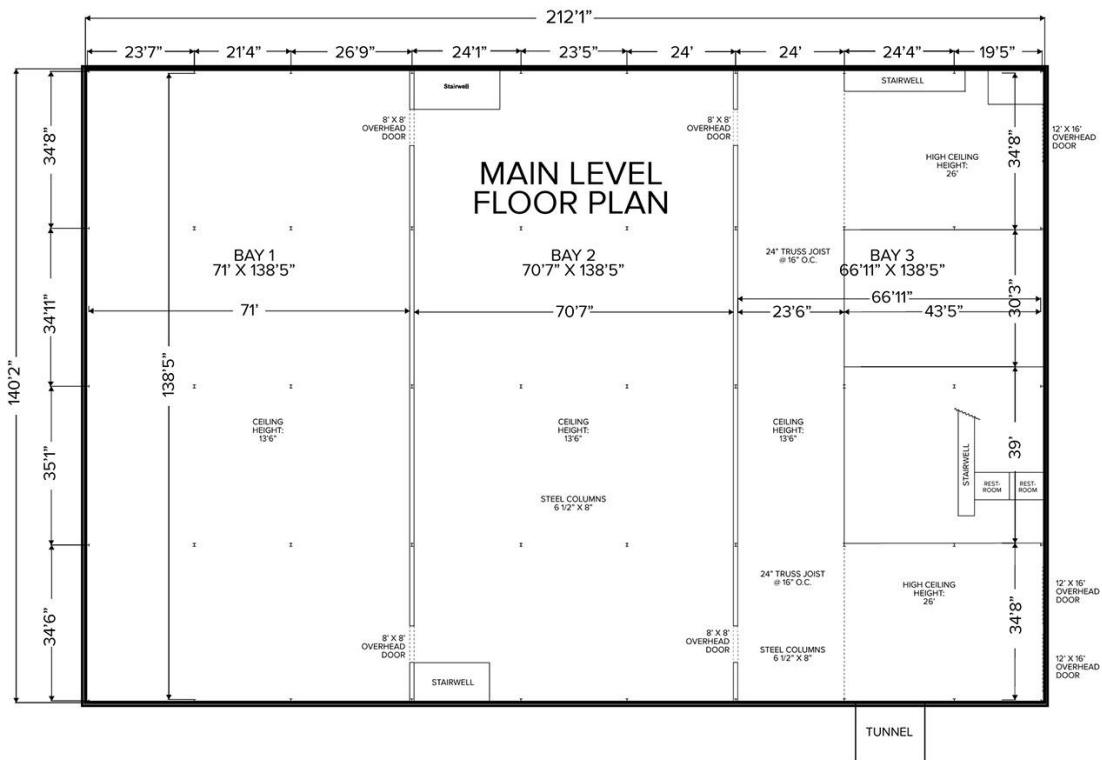 212'1"
23'7" 21'4" 26'9" 24'1" 23'5" 24' 24' 24'4" 19'5"
Stairwell
STAIRWELL
8' X 8'
OVERHEAD
DOOR
8' X 8'
OVERHEAD
DOOR
12' X 16'
OVERHEAD
DOOR
34'8"
34'8"
MAIN LEVEL
FLOOR PLAN
HIGH CEILING
HEIGHT:
26'
BAY 1
71' X 138'5"
BAY 2
70'7" X 138'5"
24" TRUSS JOIST
@ 16" O.C.
BAY 3
66'11" X 138'5"
66'11"
71'
70'7"
23'6"
43'5"
34'11"
30'3"
140'2"
138'5"
CEILING
HEIGHT:
13'6"
CEILING
HEIGHT:
13'6"
CEILING
HEIGHT:
13'6"
35'1"
39'
STAIRWELL
REST-
ROOM
REST-
ROOM
STEEL COLUMNS
6 1/2" X 8"
24" TRUSS JOIST
@ 16" O.C.
HIGH CEILING
HEIGHT:
26'
12' X 16'
OVERHEAD
DOOR
34'6"
34'8"
8' X 8'
OVERHEAD
DOOR
8' X 8'
OVERHEAD
DOOR
STEEL COLUMNS
6 1/2" X 8"
12' X 16'
OVERHEAD
DOOR
STAIRWELL
TUNNEL